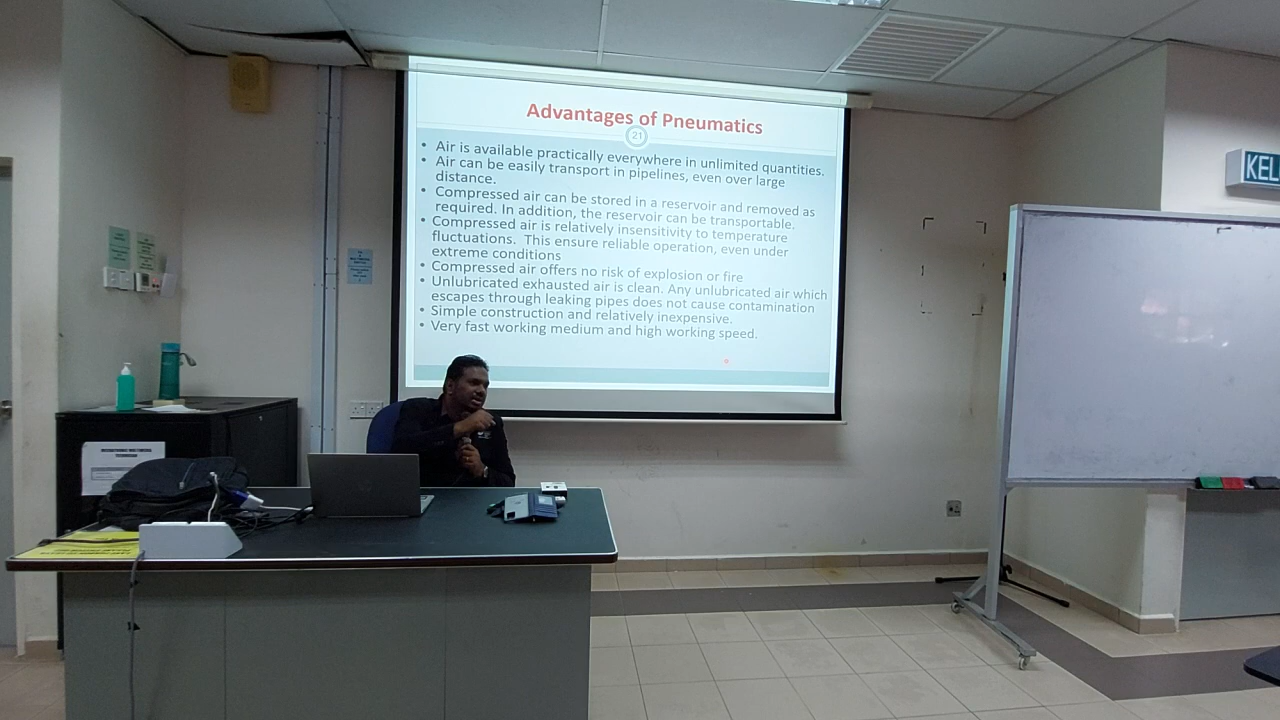 Advantages of Pneumatics
21
• Air is available practically everywhere in unlimited quantities.
• Air can be easily transport in pipelines, even over large
distance.
• Compressed air can be stored in a reservoir and removed as
required. In addition, the reservoir can be transportable.
• Compressed air is relatively insensitivity to temperature
fluctuations. This ensure reliable operation, even under
extreme conditions
• Compressed air offers no risk of explosion or fire
• Unlubricated exhausted air is clean. Any unlubricated air which
escapes through leaking pipes does not cause contamination
• Simple construction and relatively inexpensive.
• Very fast working medium and high working speed.
KEL